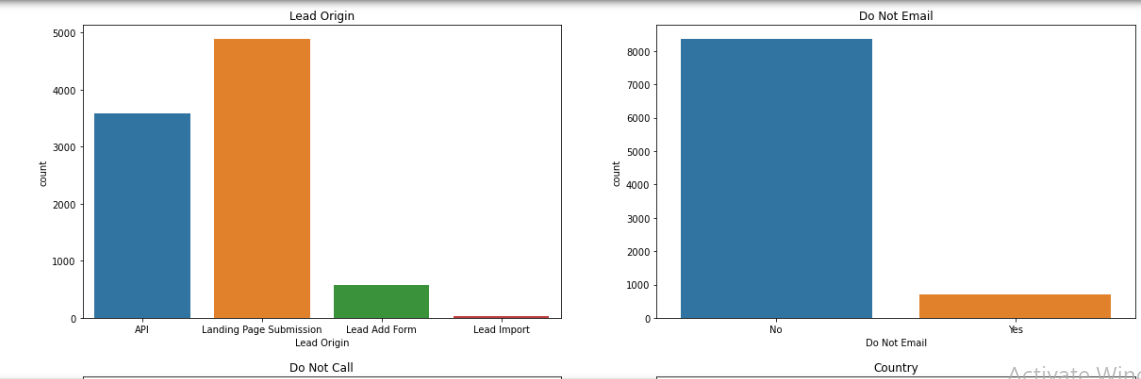 Lead Origin
5000
4000
3000
2000
1000
0
count
API
Landing Page Submission
Lead Add Form
Lead Import
Lead Origin
Do Not Email
8000
7000
6000
5000
4000
3000
2000
1000
0
count
No
Yes
Do Not Email
Do Not Call
Country
Activate Win